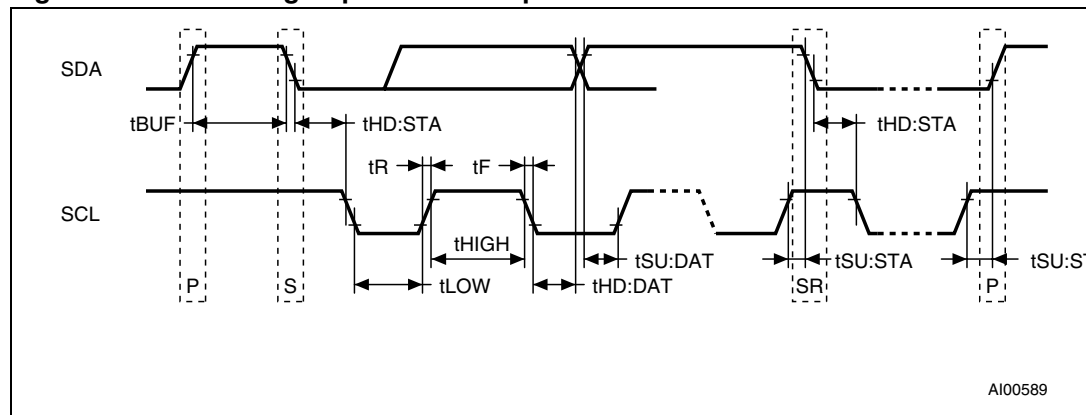 SDA
tBUF
tHD:STA
tHD:STA
tR
tF
SCL
tHIGH
tSU:DAT
tSU:STA
tLOW
tHD:DAT
P
S
SR
P
AI00589